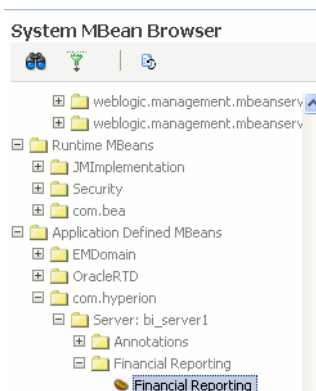 System MBean Browser
weblogic.management.mbeanserv
weblogic.management.mbeanserv
Runtime MBeans
JMImplementation
Security
com.bea
Application Defined MBeans
EMDomain
OracleRTD
com.hyperion
Server: bi_server1
Annotations
Financial Reporting
Financial Reporting